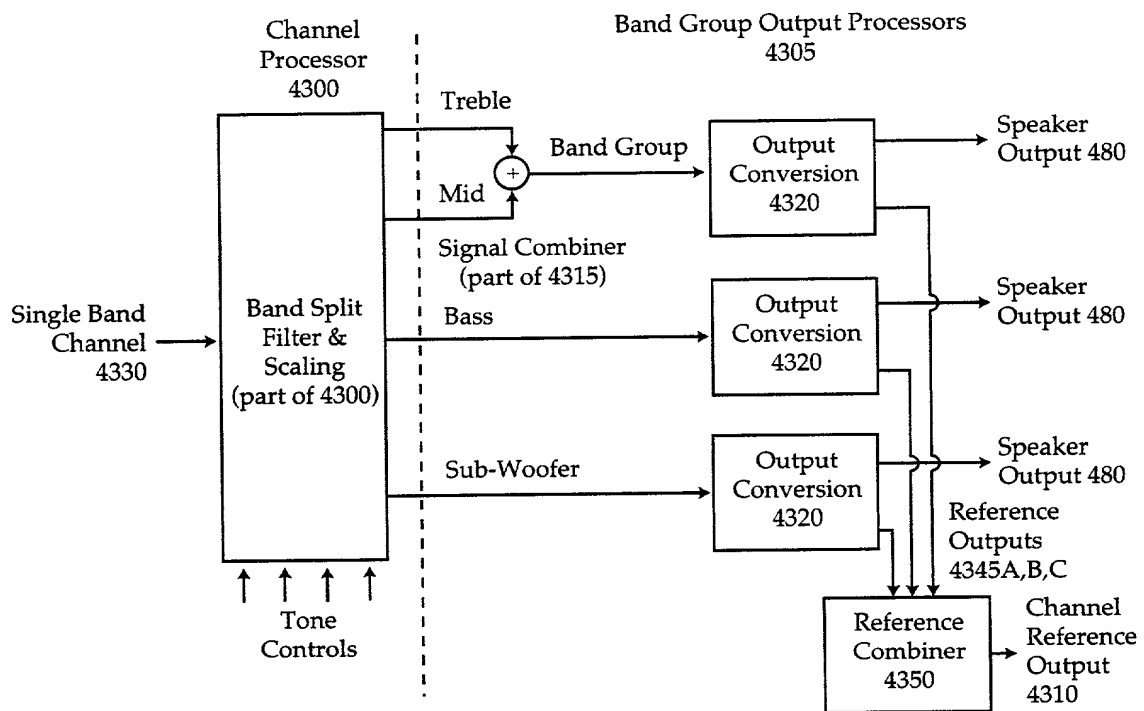 Channel
Processor
4300
Band Group Output Processors
4305
Treble
Mid
Band Group
Output
Conversion
4320
Speaker
Output 480
Signal Combiner
(part of 4315)
Single Band
Channel
4330
Band Split
Filter &
Scaling
(part of 4300)
Bass
Output
Conversion
4320
Speaker
Output 480
Sub-Woofer
Output
Conversion
4320
Speaker
Output 480
Reference
Outputs
4345A,B,C
Tone
Controls
Reference
Combiner
4350
Channel
Reference
Output
4310
+